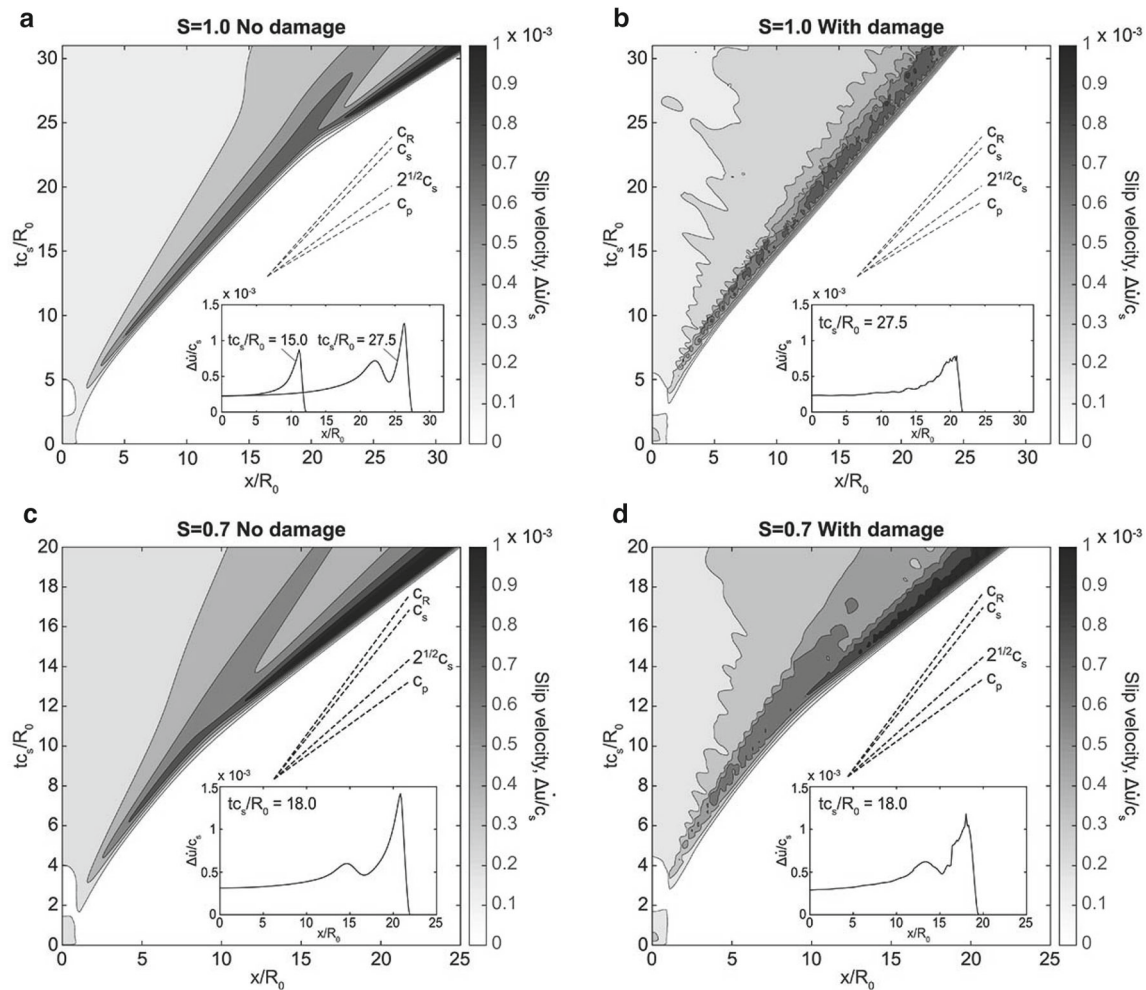 a
S=1.0 No damage
tc_s/R_0
30
25
20
15
10
5
0
0 5 10 15 20 25 30
x/R_0
C_R
C_s
2^1/2C_s
C_p
x 10^-3
1.5
1
0.5
0
Δu̇/c_s
tc_s/R_0 = 15.0 tc_s/R_0 = 27.5
0 5 10 15 20 25 30
x/R_0
1 x 10^-3
0.9
0.8
0.7
0.6
0.5
0.4
0.3
0.2
0.1
0
Slip velocity, Δu̇/c_s
b
S=1.0 With damage
tc_s/R_0
30
25
20
15
10
5
0
0 5 10 15 20 25 30
x/R_0
C_R
C_s
2^1/2C_s
C_p
x 10^-3
1.5
1
0.5
0
Δu̇/c_s
tc_s/R_0 = 27.5
0 5 10 15 20 25 30
x/R_0
1 x 10^-3
0.9
0.8
0.7
0.6
0.5
0.4
0.3
0.2
0.1
0
Slip velocity, Δu̇/c_s
c
S=0.7 No damage
tc_s/R_0
20
18
16
14
12
10
8
6
4
2
0
0 5 10 15 20 25
x/R_0
C_R
C_s
2^1/2C_s
C_p
x 10^-3
1.5
1
0.5
0
Δu̇/c_s
tc_s/R_0 = 18.0
0 5 10 15 20 25
x/R_0
1 x 10^-3
0.9
0.8
0.7
0.6
0.5
0.4
0.3
0.2
0.1
0
Slip velocity, Δu̇/c_s
d
S=0.7 With damage
tc_s/R_0
20
18
16
14
12
10
8
6
4
2
0
0 5 10 15 20 25
x/R_0
C_R
C_s
2^1/2C_s
C_p
x 10^-3
1.5
1
0.5
0
Δu̇/c_s
tc_s/R_0 = 18.0
0 5 10 15 20 25
x/R_0
1 x 10^-3
0.9
0.8
0.7
0.6
0.5
0.4
0.3
0.2
0.1
0
Slip velocity, Δu̇/c_s